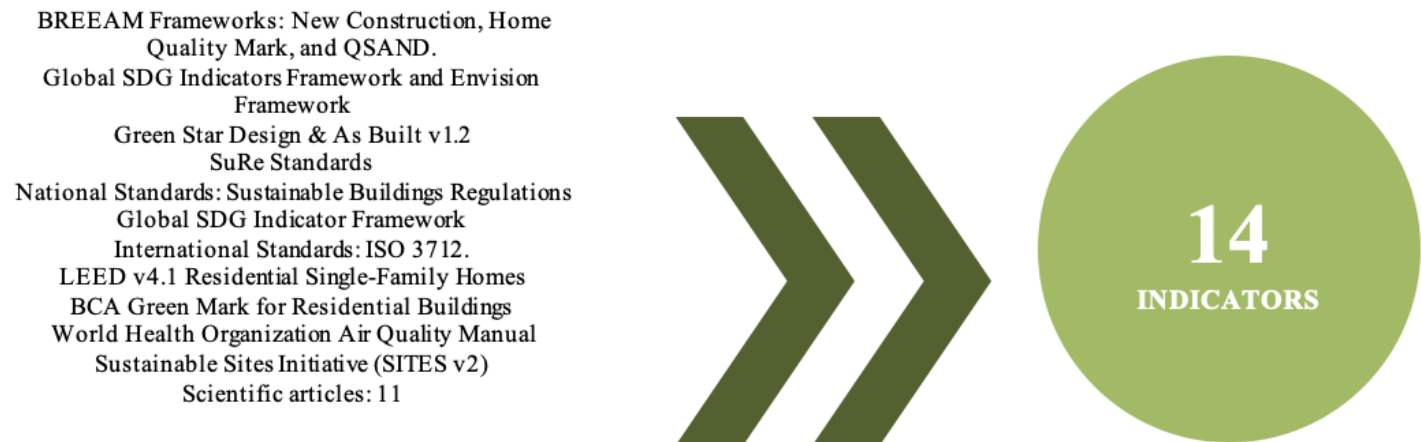 BREEAM Frameworks: New Construction, Home
Quality Mark, and QSAND.
Global SDG Indicators Framework and Envision
Framework
Green Star Design & As Built v1.2
SuRe Standards
National Standards: Sustainable Buildings Regulations
Global SDG Indicator Framework
International Standards: ISO 3712.
LEED v4.1 Residential Single-Family Homes
BCA Green Mark for Residential Buildings
World Health Organization Air Quality Manual
Sustainable Sites Initiative (SITES v2)
Scientific articles: 11
14
INDICATORS